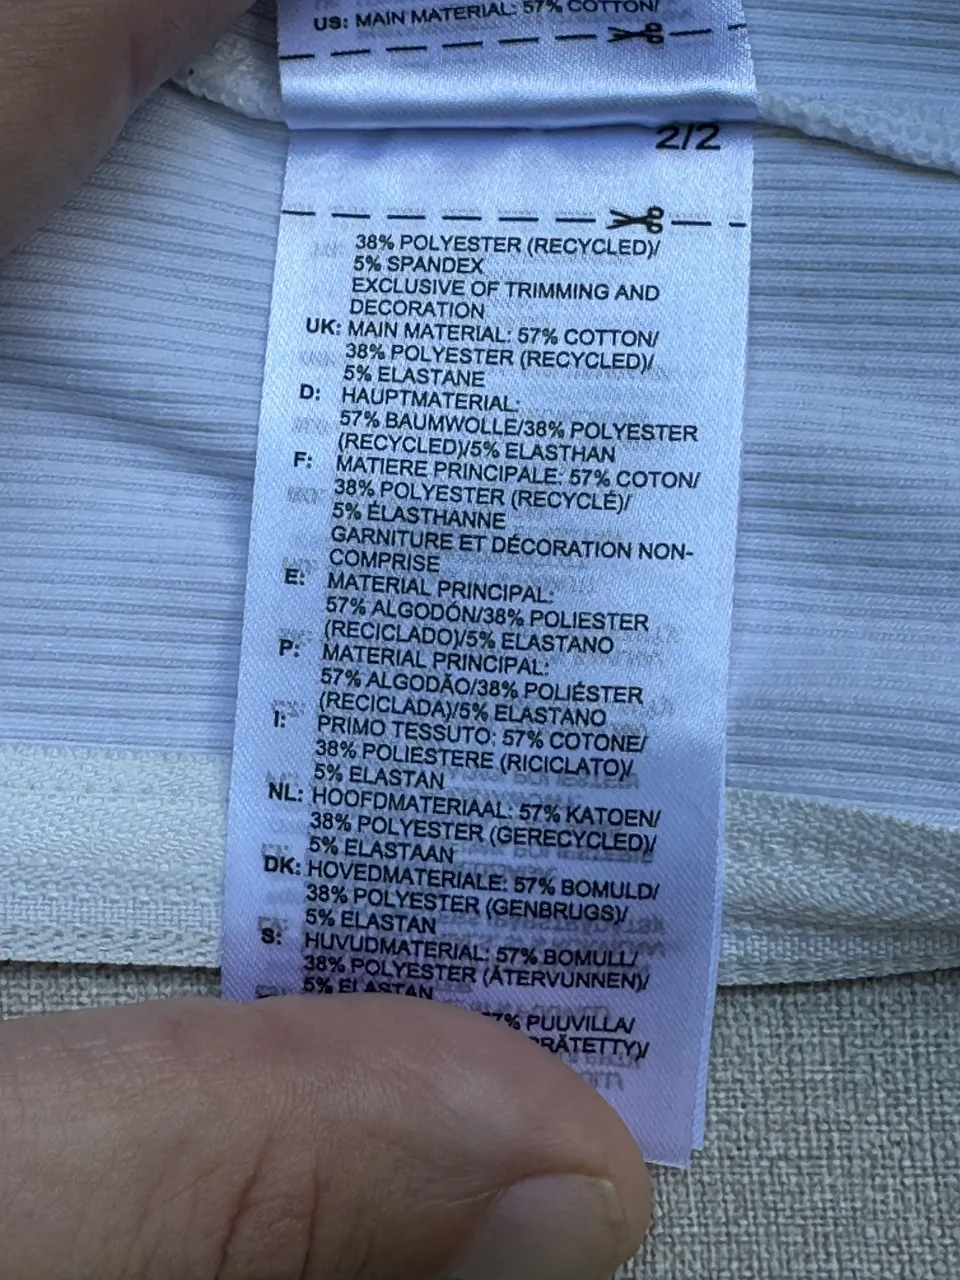 US: MAIN MATERIAL: 57% COTTON/
2/2
38% POLYESTER (RECYCLED)/
5% SPANDEX
EXCLUSIVE OF TRIMMING AND
DECORATION
UK: MAIN MATERIAL: 57% COTTON/
38% POLYESTER (RECYCLED)/
5% ELASTANE
D: HAUPTMATERIAL:
57% BAUMWOLLE/38% POLYESTER
(RECYCLED)/5% ELASTHAN
F: MATIERE PRINCIPALE: 57% COTON/
38% POLYESTER (RECYCLÉ)/
5% ÉLASTHANNE
GARNITURE ET DÉCORATION NON-
COMPRISE
E: MATERIAL PRINCIPAL:
57% ALGODÓN/38% POLIESTER
(RECICLADO)/5% ELASTANO
P: MATERIAL PRINCIPAL:
57% ALGODÃO/38% POLIÉSTER
(RECICLADA)/5% ELASTANO
I: PRIMO TESSUTO: 57% COTONE/
38% POLIESTERE (RICICLATO)/
5% ELASTAN
NL: HOOFDMATERIAAL: 57% KATOEN/
38% POLYESTER (GERECYCLED)/
5% ELASTAAN
DK: HOVEDMATERIALE: 57% BOMULD/
38% POLYESTER (GENBRUGS)/
5% ELASTAN
S: HUVUDMATERIAL: 57% BOMULL/
38% POLYESTER (ÅTERVUNNEN)/
5% ELASTAN
7% PUUVILLA/
RÄTETTY)/